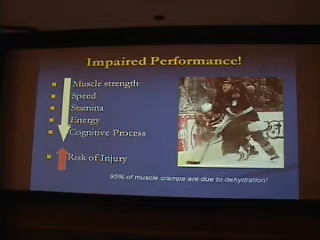 Impaired Performance!
Muscle strength
Speed
Stamina
Energy
Cognitive Process
Risk of Injury
95% of muscle cramps are due to dehydration!